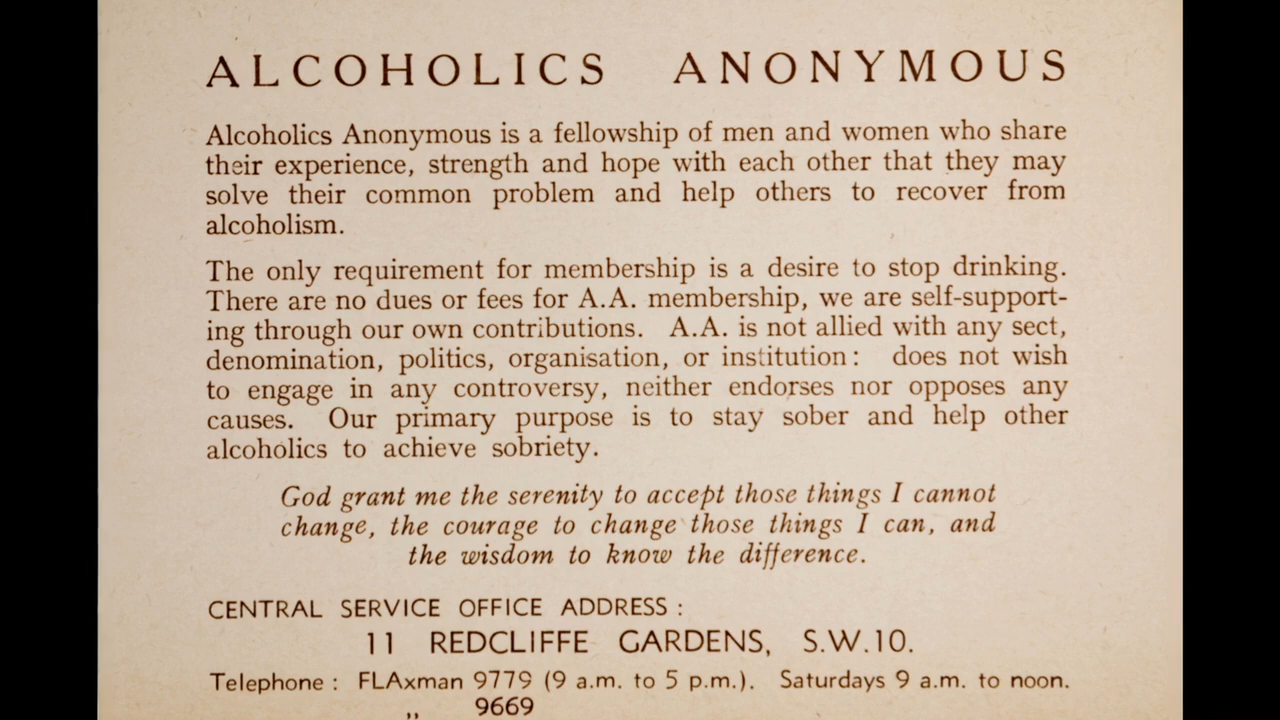 ALCOHOLICS ANONYMOUS
Alcoholics Anonymous is a fellowship of men and women who share
their experience, strength and hope with each other that they may
solve their common problem and help others to recover from
alcoholism.
The only requirement for membership is a desire to stop drinking.
There are no dues or fees for A.A. membership, we are self-support-
ing through our own contributions. A.A. is not allied with any sect,
denomination, politics, organisation, or institution: does not wish
to engage in any controversy, neither endorses nor opposes any
causes. Our primary purpose is to stay sober and help other
alcoholics to achieve sobriety.
God grant me the serenity to accept those things I cannot
change, the courage to change those things I can, and
the wisdom to know the difference.
CENTRAL SERVICE OFFICE ADDRESS :
11 REDCLIFFE GARDENS, S.W.10.
Telephone : FLAxman 9779 (9 a.m. to 5 p.m.). Saturdays 9 a.m. to noon.
,, 9669